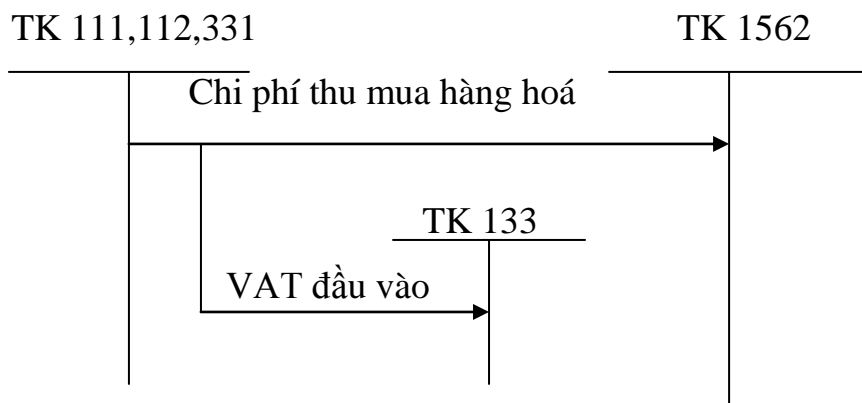 TK 111,112,331 TK 1562
Chi phí thu mua hàng hoá
TK 133
VAT đầu vào